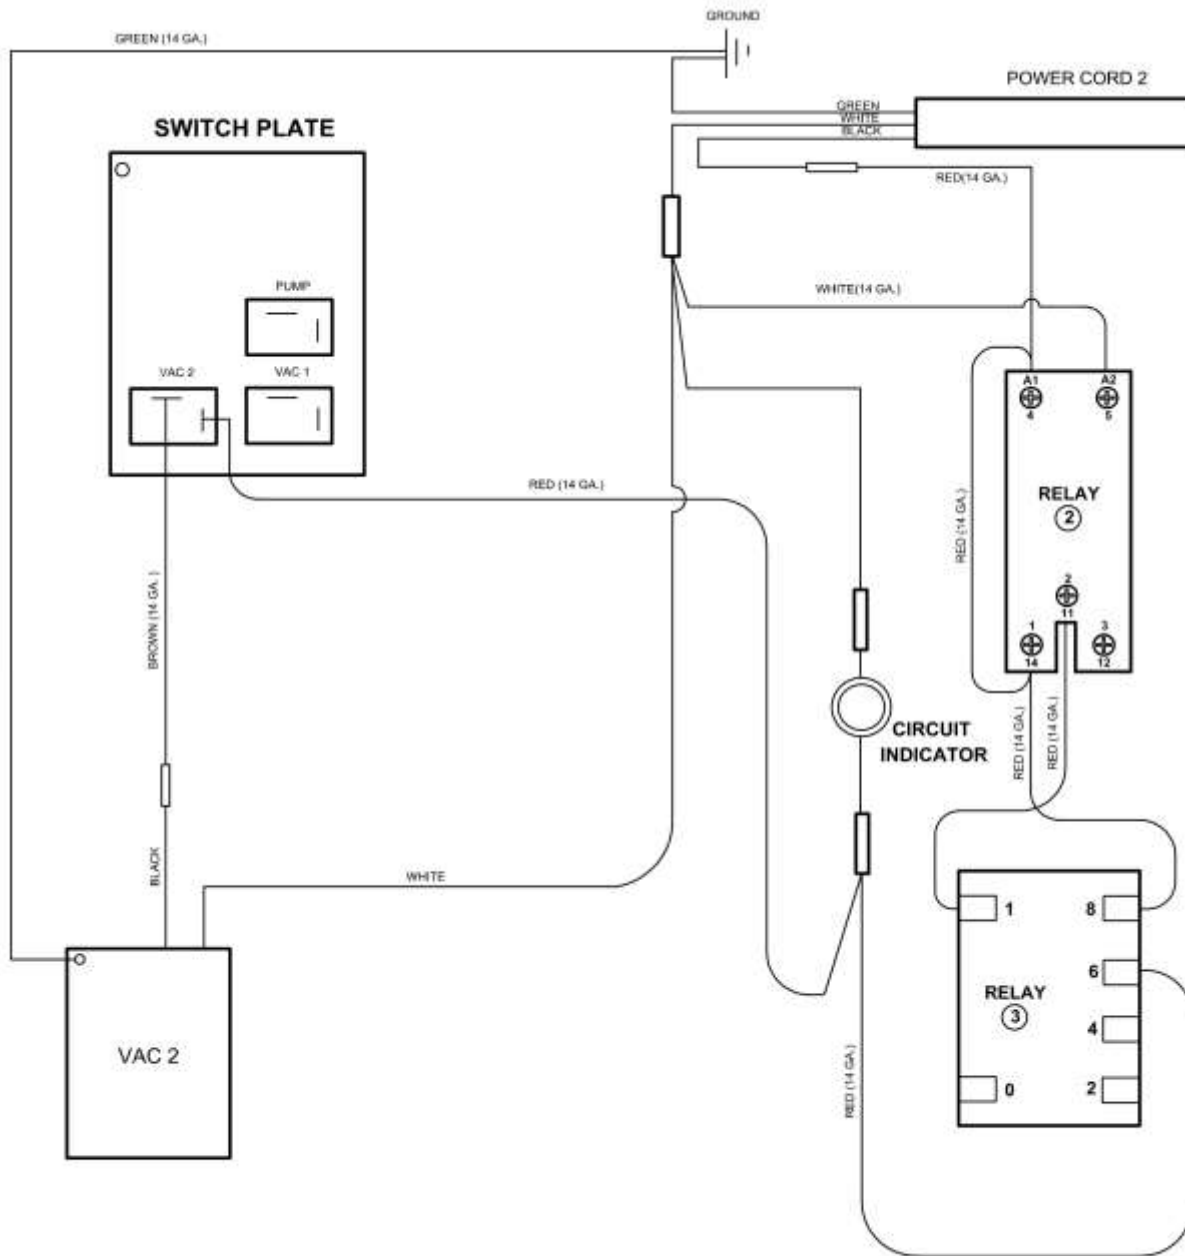 GROUND
GREEN (14 GA.)
POWER CORD 2
GREEN
WHITE
BLACK
SWITCH PLATE
RED(14 GA.)
PUMP
WHITE(14 GA.)
VAC 2
VAC 1
A1
A2
4
5
RED (14 GA.)
RELAY
2
RED (14 GA.)
BROWN (14 GA. )
2
11
1
3
14
12
RED (14 GA.)
RED (14 GA.)
CIRCUIT
INDICATOR
BLACK
WHITE
1
8
6
RELAY
3
4
VAC 2
RED (14 GA.)
0
2